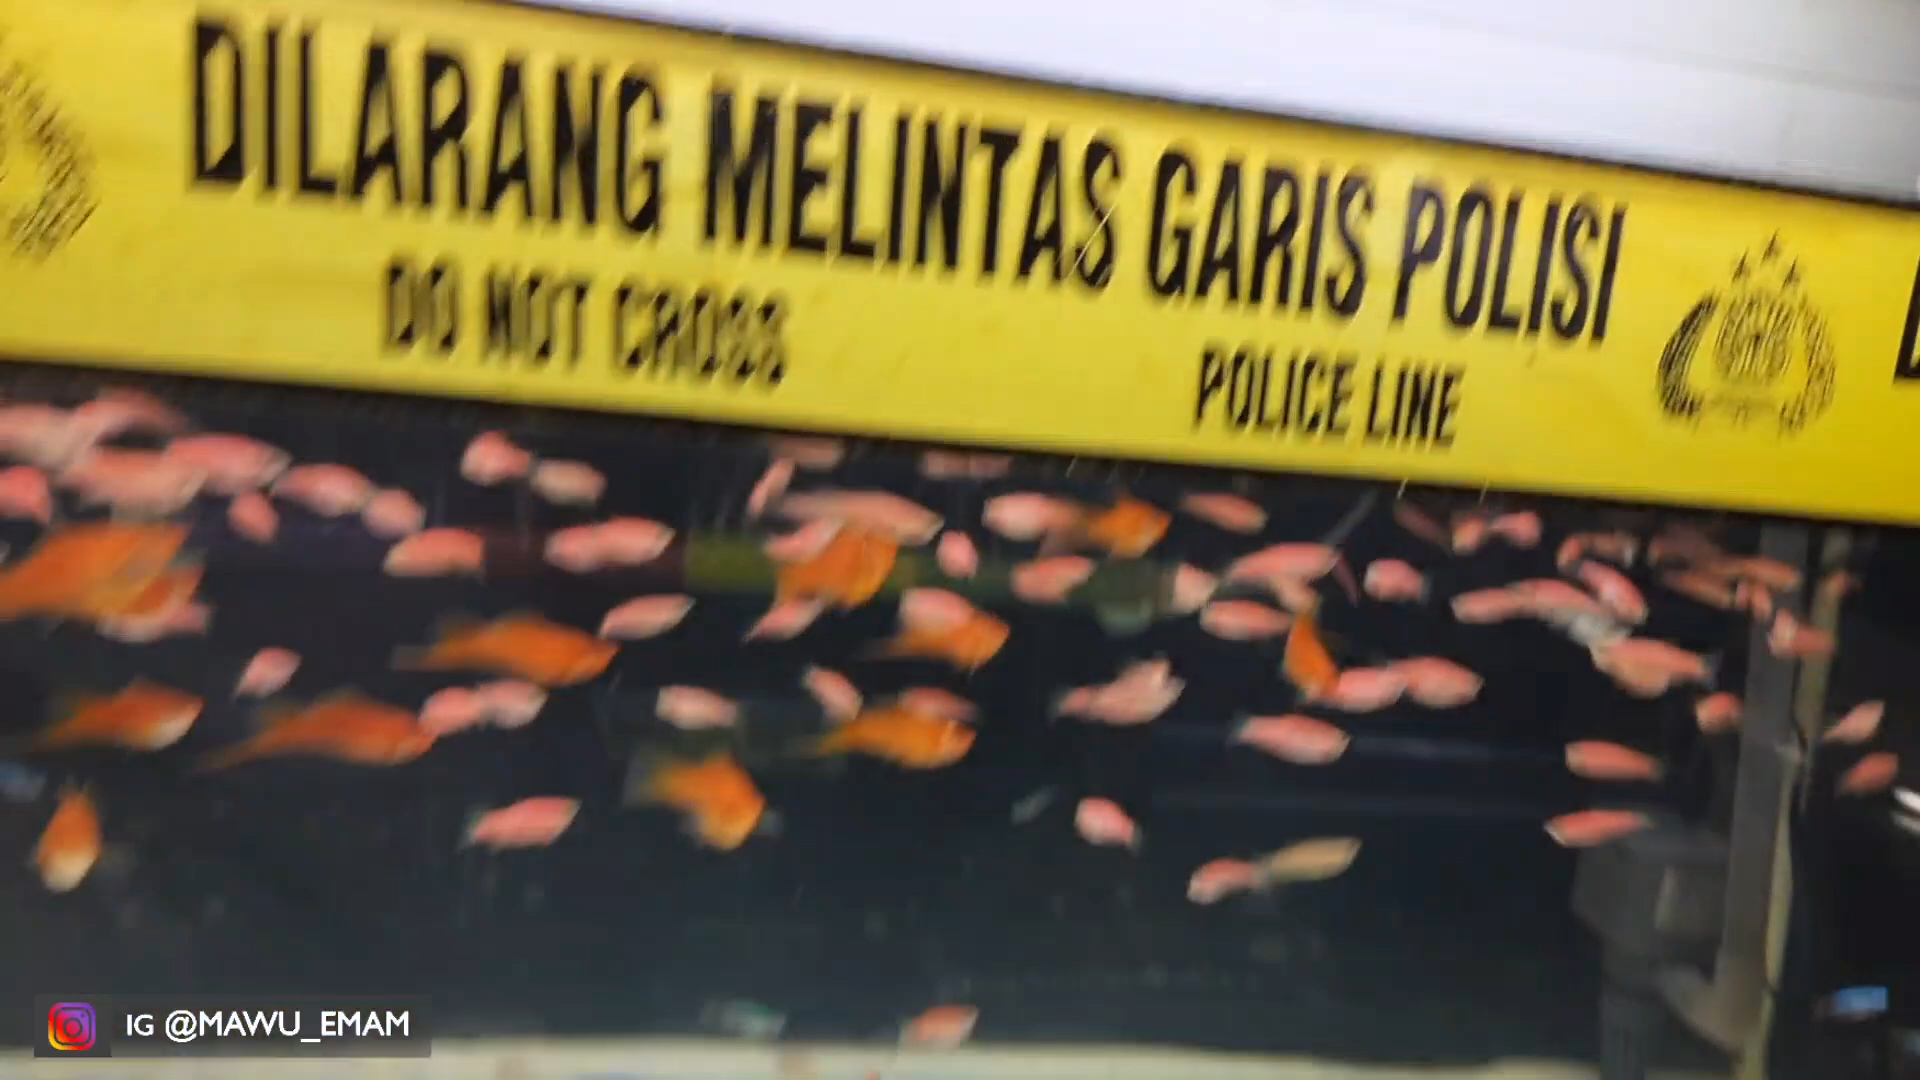 DILARANG MELINTAS GARIS POLISI
DO NOT CROSS POLICE LINE
IG @MAWU_EMAM